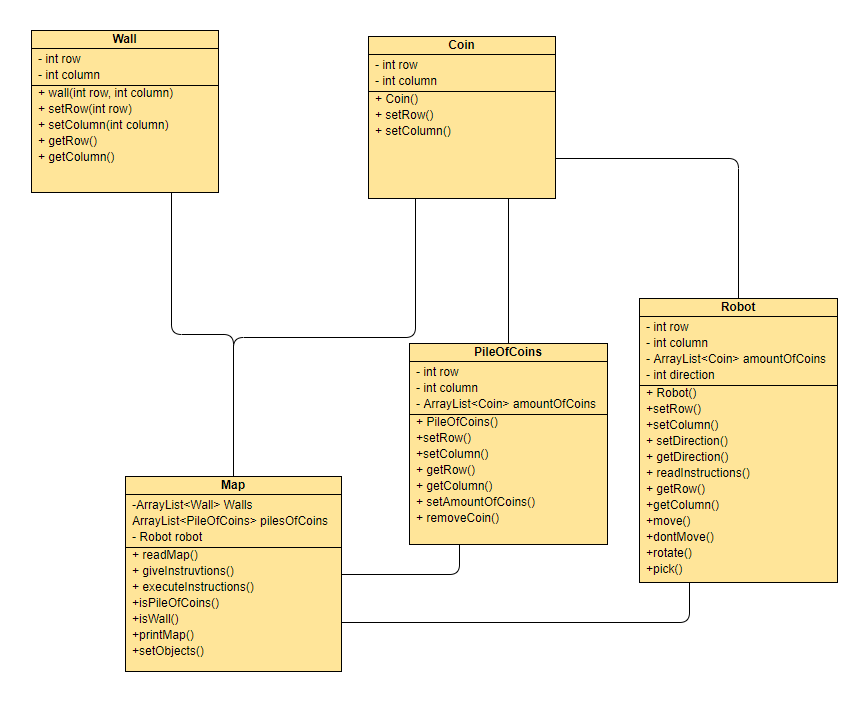 Wall
- int row
- int column
+ wall(int row, int column)
+ setRow(int row)
+ setColumn(int column)
+ getRow()
+ getColumn()
Coin
- int row
- int column
+ Coin()
+ setRow()
+ setColumn()
Robot
- int row
- int column
- ArrayList<Coin> amountOfCoins
- int direction
+ Robot()
+setRow()
+setColumn()
+ setDirection()
+ getDirection()
+ readInstructions()
+ getRow()
+getColumn()
+move()
+dontMove()
+rotate()
+pick()
PileOfCoins
- int row
- int column
- ArrayList<Coin> amountOfCoins
+ PileOfCoins()
+setRow()
+setColumn()
+ getRow()
+ getColumn()
+ setAmountOfCoins()
+ removeCoin()
Map
-ArrayList<Wall> Walls
ArrayList<PileOfCoins> pilesOfCoins
- Robot robot
+ readMap()
+ giveInstruvtions()
+ executeInstructions()
+isPileOfCoins()
+isWall()
+printMap()
+setObjects()